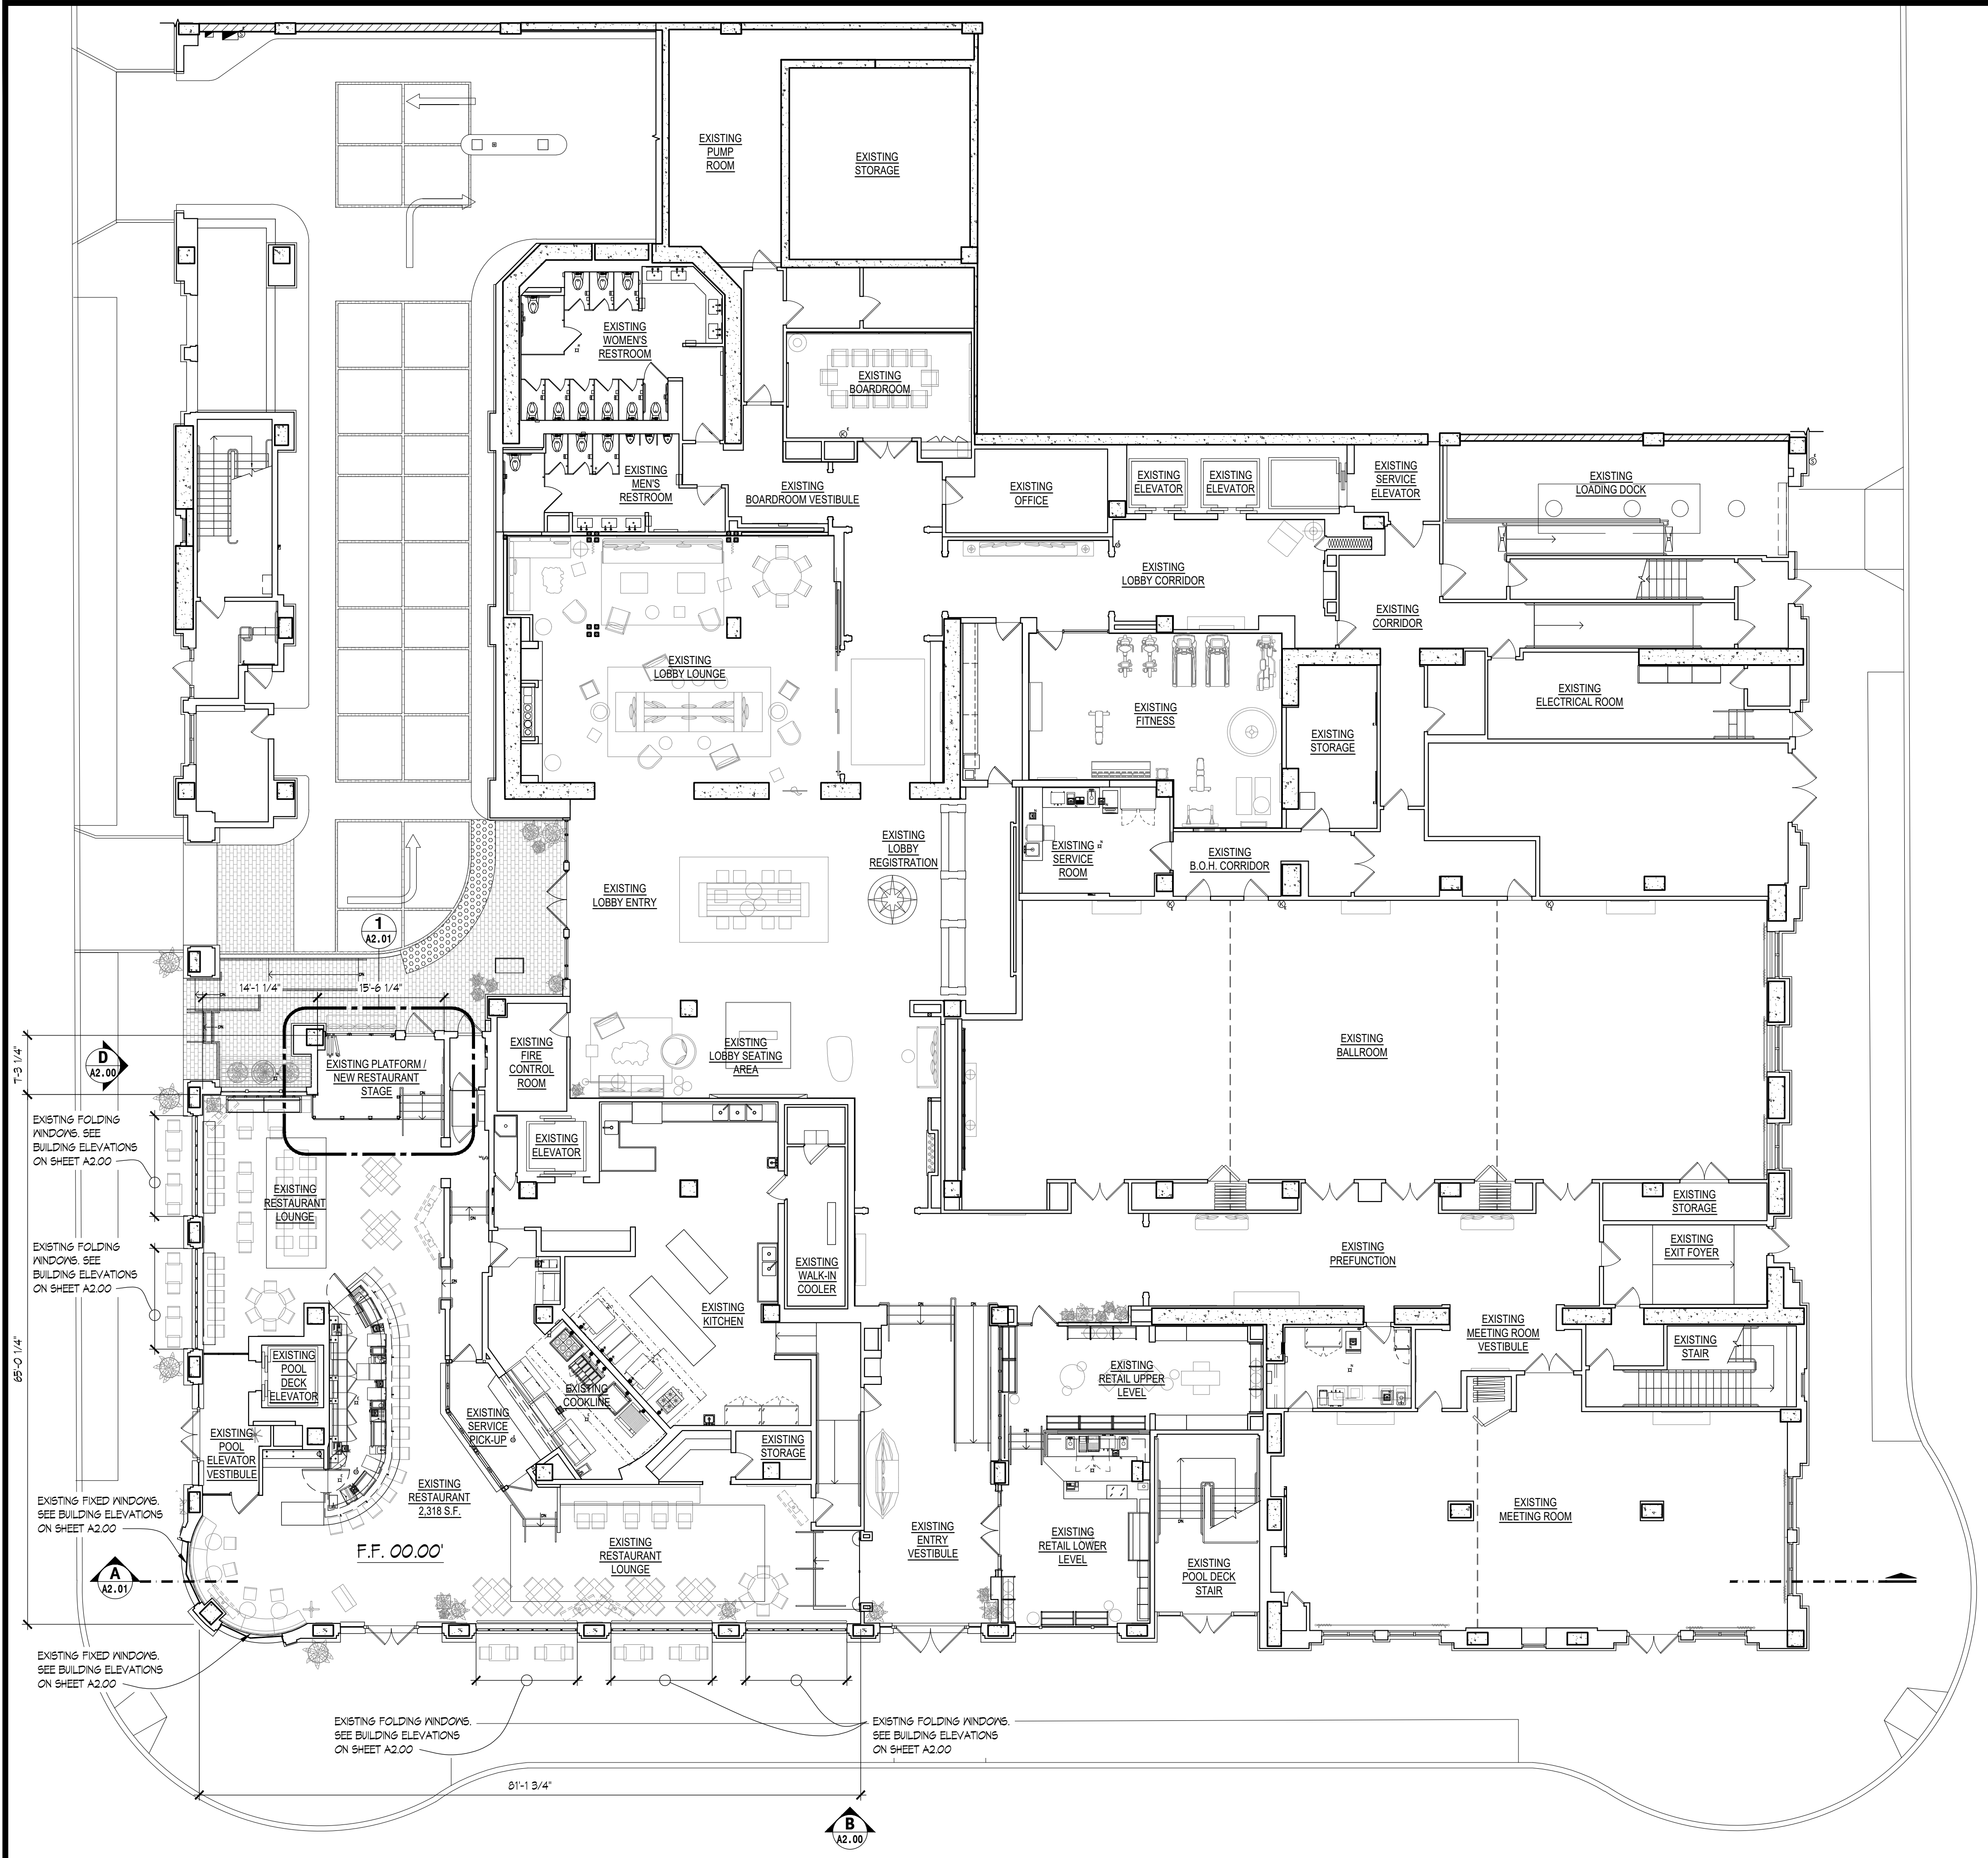 EXISTING
PUMP
ROOM
EXISTING
STORAGE
EXISTING
WOMEN'S
RESTROOM
EXISTING
BOARDROOM
EXISTING
MEN'S
RESTROOM
EXISTING
BOARDROOM VESTIBULE
EXISTING
OFFICE
EXISTING
ELEVATOR
EXISTING
ELEVATOR
EXISTING
SERVICE
ELEVATOR
EXISTING
LOADING DOCK
EXISTING
LOBBY CORRIDOR
EXISTING
CORRIDOR
EXISTING
LOBBY LOUNGE
EXISTING
FITNESS
EXISTING
STORAGE
EXISTING
ELECTRICAL ROOM
EXISTING
LOBBY
REGISTRATION
EXISTING
SERVICE
ROOM
EXISTING
B.O.H. CORRIDOR
EXISTING
LOBBY ENTRY
1
A2.01
14'-1 1/4"
15'-6 1/4"
7'-3 1/4"
D
A2.00
EXISTING PLATFORM /
NEW RESTAURANT
STAGE
EXISTING
FIRE
CONTROL
ROOM
EXISTING
LOBBY SEATING
AREA
EXISTING
BALLROOM
EXISTING FOLDING
WINDOWS. SEE
BUILDING ELEVATIONS
ON SHEET A2.00
EXISTING
ELEVATOR
EXISTING
RESTAURANT
LOUNGE
EXISTING
STORAGE
EXISTING FOLDING
WINDOWS. SEE
BUILDING ELEVATIONS
ON SHEET A2.00
EXISTING
WALK-IN
COOLER
EXISTING
PREFUNCTION
EXISTING
EXIT FOYER
EXISTING
KITCHEN
65'-0 1/4"
EXISTING
POOL
DECK
ELEVATOR
EXISTING
COOKLINE
EXISTING
RETAIL UPPER
LEVEL
EXISTING
MEETING ROOM
VESTIBULE
EXISTING
STAIR
EXISTING
SERVICE
PICK-UP
EXISTING
POOL
ELEVATOR
VESTIBULE
EXISTING
STORAGE
EXISTING
RESTAURANT
2,318 S.F.
EXISTING FIXED WINDOWS.
SEE BUILDING ELEVATIONS
ON SHEET A2.00
F.F. 00.00'
EXISTING
RESTAURANT
LOUNGE
EXISTING
ENTRY
VESTIBULE
EXISTING
RETAIL LOWER
LEVEL
EXISTING
POOL DECK
STAIR
EXISTING
MEETING ROOM
A
A2.01
EXISTING FIXED WINDOWS.
SEE BUILDING ELEVATIONS
ON SHEET A2.00
EXISTING FOLDING WINDOWS.
SEE BUILDING ELEVATIONS
ON SHEET A2.00
EXISTING FOLDING WINDOWS.
SEE BUILDING ELEVATIONS
ON SHEET A2.00
81'-1 3/4"
B
A2.00